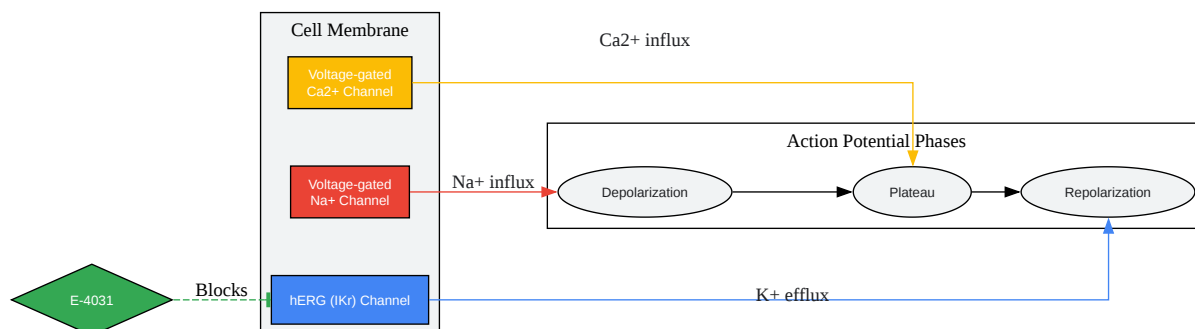 Cell Membrane
Ca2+ influx
Voltage-gated
Ca2+ Channel
Action Potential Phases
Voltage-gated
Na+ Channel
Na+ influx
Depolarization
Plateau
Repolarization
E-4031
Blocks
hERG (IKr) Channel
K+ efflux